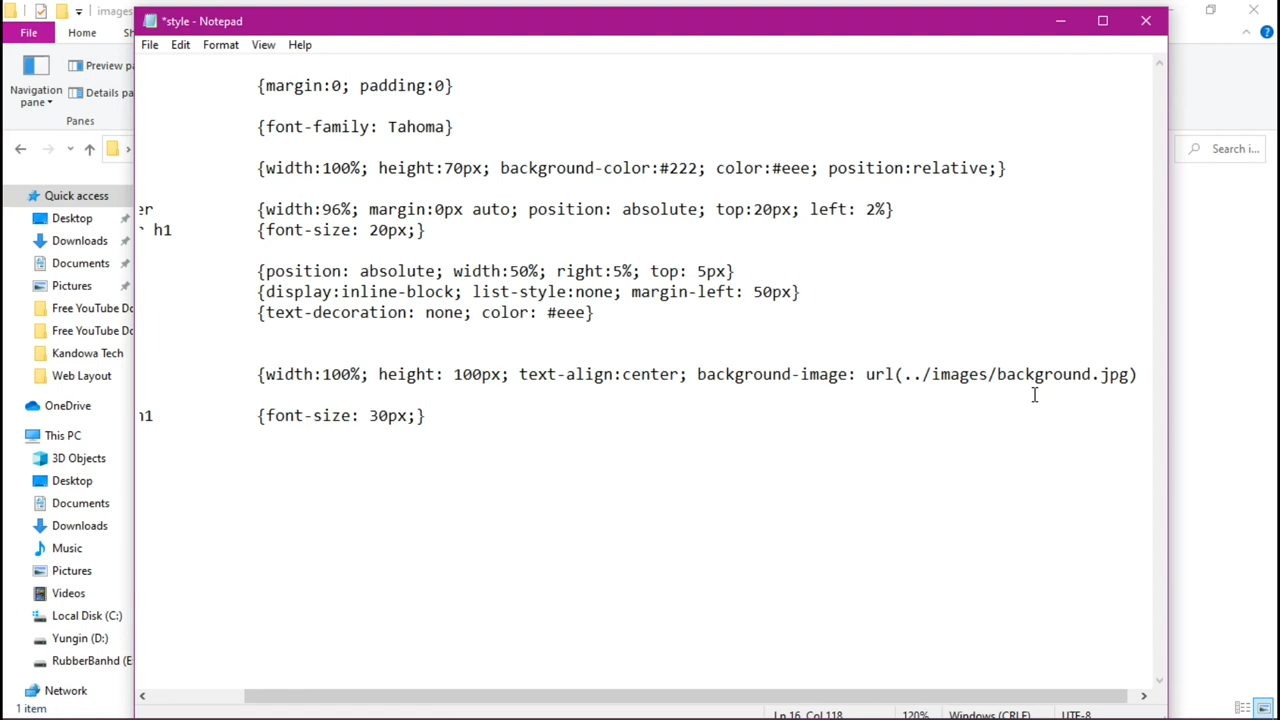 images
*style - Notepad
File
Home
Sh
File Edit Format View Help
Preview pa
Navigation
pane
Details pa
Panes
Search i...
Quick access
Desktop
Downloads
Documents
Pictures
Free YouTube Do
Free YouTube Do
Kandowa Tech
Web Layout
OneDrive
This PC
3D Objects
Desktop
Documents
Downloads
Music
Pictures
Videos
Local Disk (C:)
Yungin (D:)
RubberBanhd (E
Network
1 item
{margin:0; padding:0}
{font-family: Tahoma}
{width:100%; height:70px; background-color:#222; color:#eee; position:relative;}
er {width:96%; margin:0px auto; position: absolute; top:20px; left: 2%}
r h1 {font-size: 20px;}
{position: absolute; width:50%; right:5%; top: 5px}
{display:inline-block; list-style:none; margin-left: 50px}
{text-decoration: none; color: #eee}
{width:100%; height: 100px; text-align:center; background-image: url(../images/background.jpg)
h1 {font-size: 30px;}
Ln 16, Col 118 120% Windows (CRLF) UTF-8